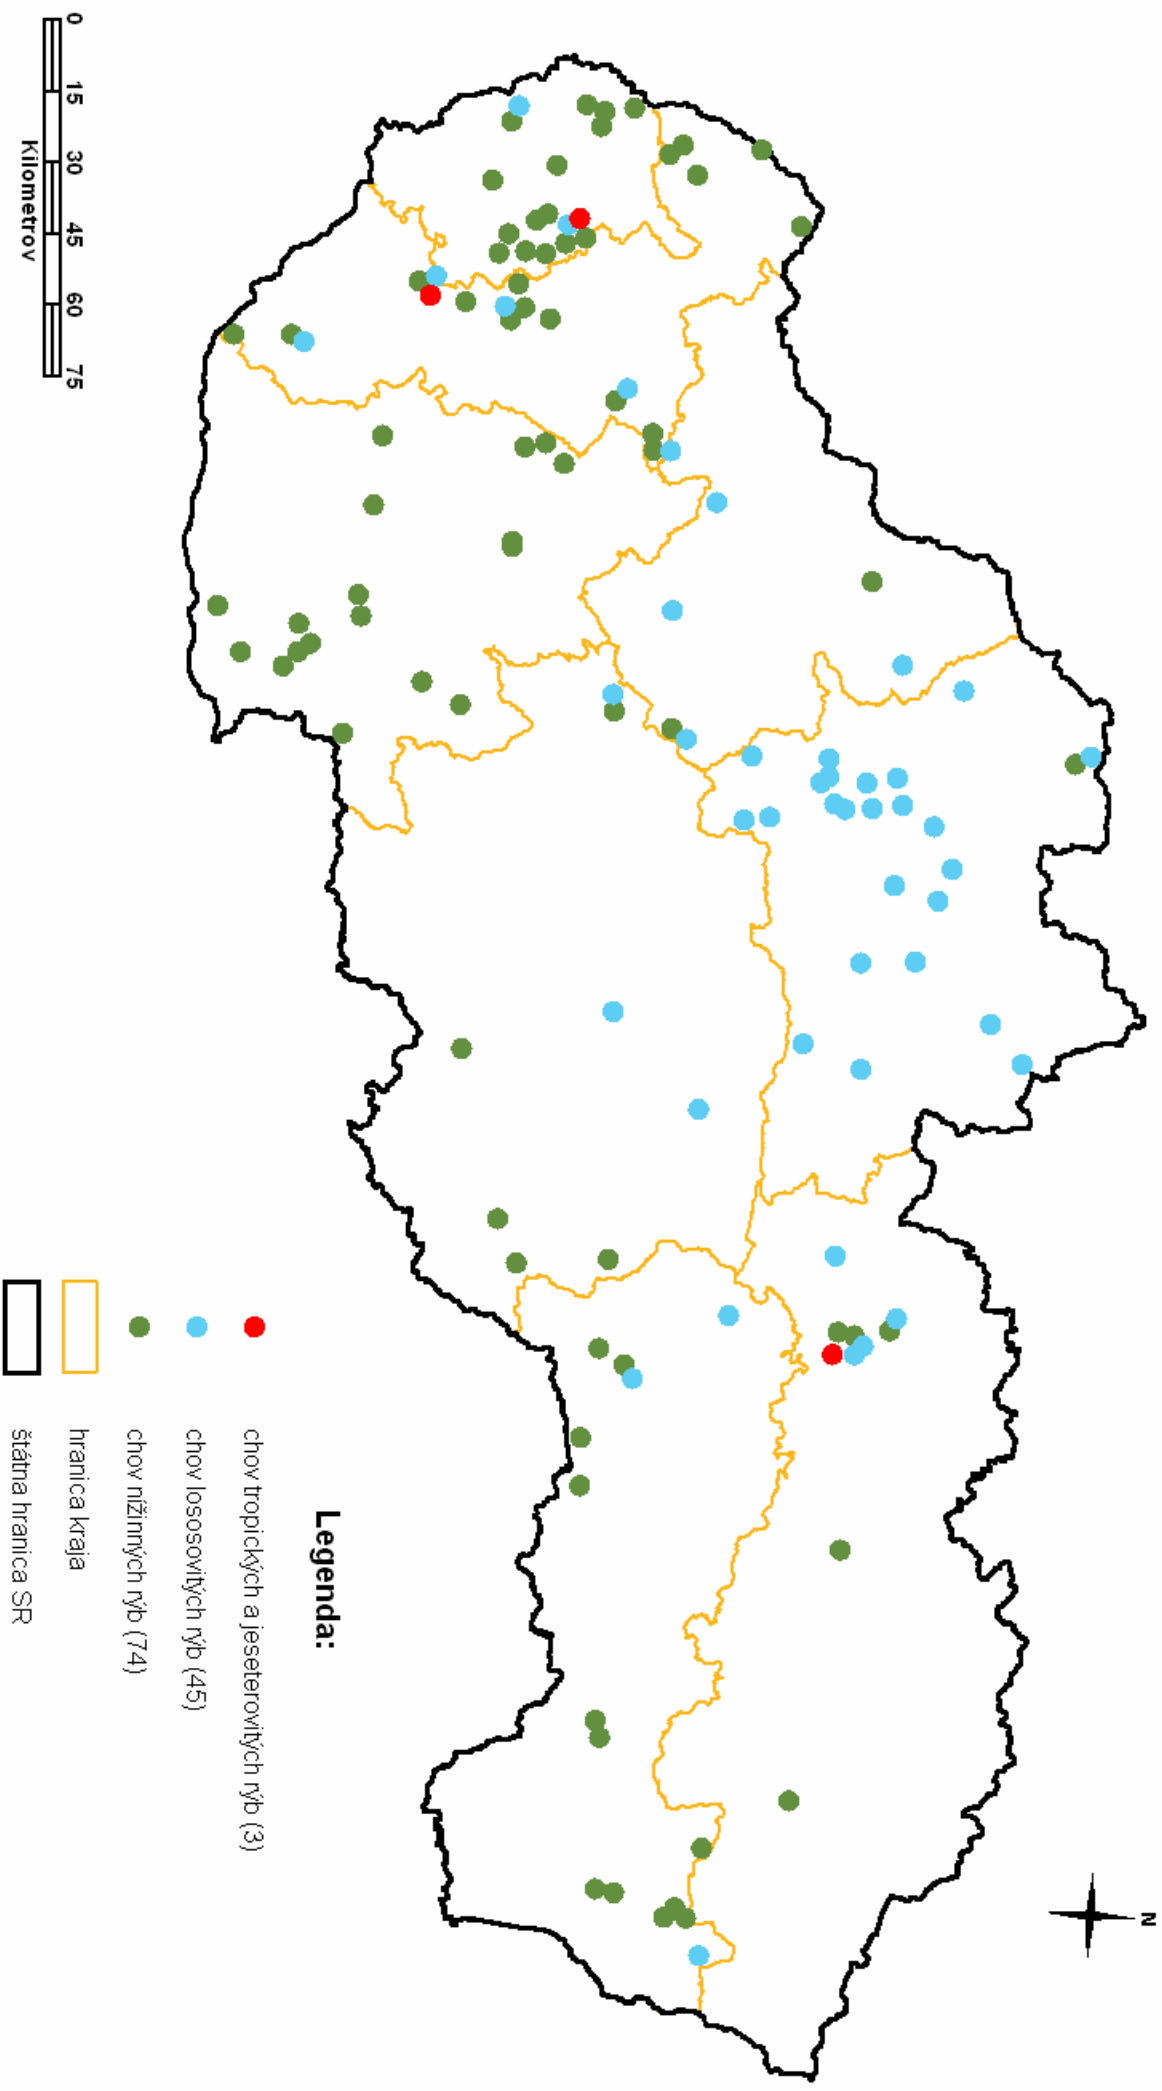 N
Legenda:
chov tropických a jeseterovitých rýb (3)
chov lososovitých rýb (45)
chov nížinných rýb (74)
hranica kraja
štátna hranica SR
0 15 30 45 60 75
Kilometrov